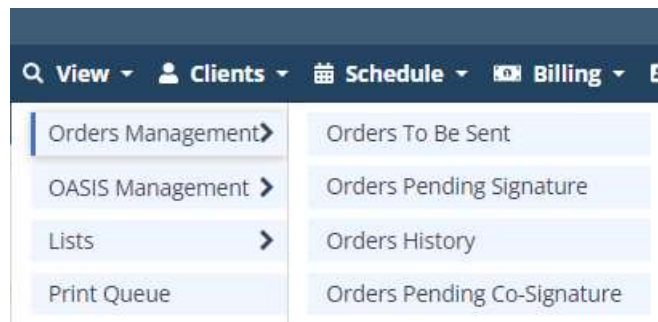 View Clients Schedule Billing
Orders Management
OASIS Management
Lists
Print Queue
Orders To Be Sent
Orders Pending Signature
Orders History
Orders Pending Co-Signature